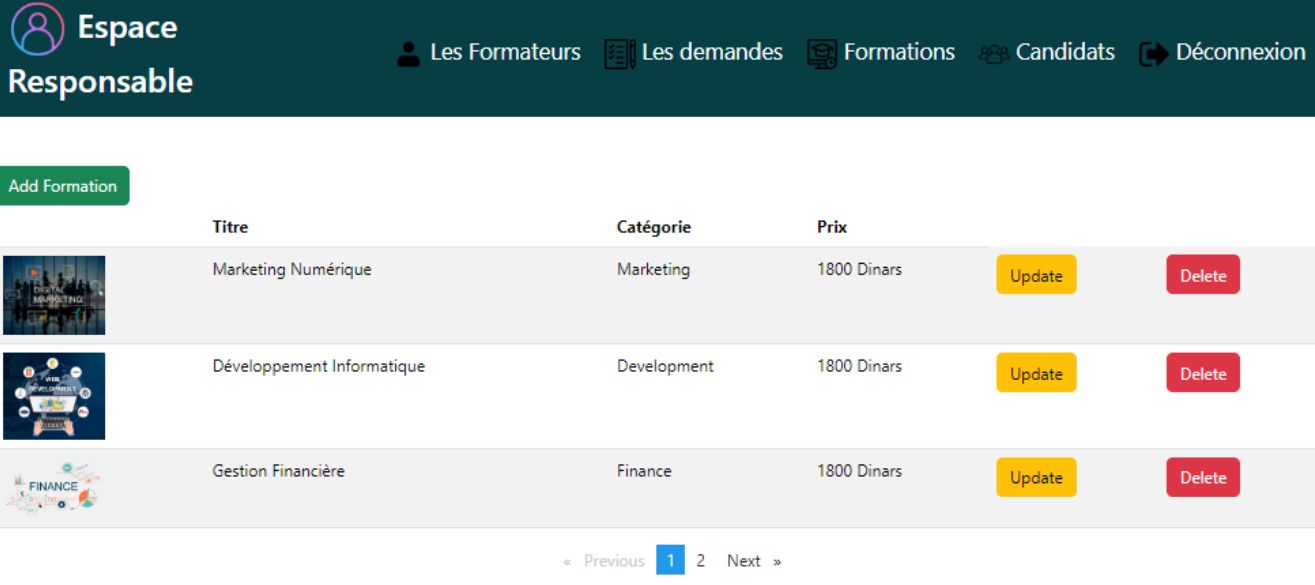 Espace
Responsable
Les Formateurs Les demandes Formations Candidats Déconnexion
Add Formation
Titre Catégorie Prix
Marketing Numérique Marketing 1800 Dinars Update Delete
DIGITAL
MARKETING
Développement Informatique Development 1800 Dinars Update Delete
WEB
DEVELOPMENT
Gestion Financière Finance 1800 Dinars Update Delete
FINANCE
« Previous 1 2 Next »